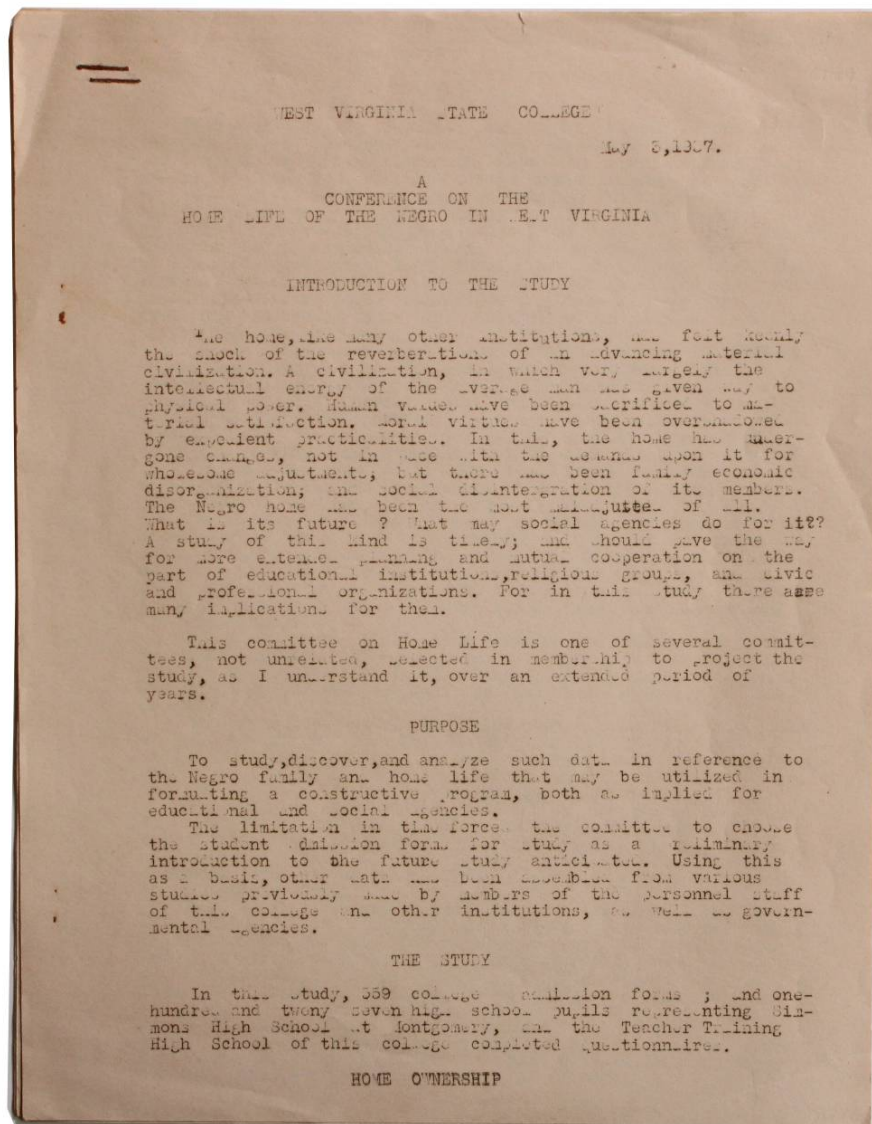 WEST VIRGINIA STATE COLLEGE
May 3,1937.
A
CONFERENCE ON THE
HOME LIFE OF THE NEGRO IN WEST VIRGINIA
INTRODUCTION TO THE STUDY
The home,like many other institutions, has felt keenly
the shock of the reverberations of an advancing material
civilization. A civilization, in which very largely the
intellectual energy of the average man has given way to
physical power. Human values have been sacrificed to ma-
terial satisfaction. Moral virtues have been overshadowed
by expedient practicalities. In this, the home has under-
gone changes, not in pace with the demands upon it for
wholesome adjustments; but there has been family economic
disorganization; and social disintergration of its members.
The Negro home has been the most maladjusted of all.
What is its future ? What may social agencies do for it?
A study of this kind is timely; and should pave the way
for more extended planning and mutual cooperation on the
part of educational institutions,religious groups, and civic
and professional organizations. For in this study there are
many implications for them.
This committee on Home Life is one of several commit-
tees, not unrelated, selected in membership to project the
study, as I understand it, over an extended period of
years.
PURPOSE
To study,discover,and analyze such data in reference to
the Negro family and home life that may be utilized in
formulating a constructive program, both as implied for
educational and social agencies.
The limitation in time forces the committee to choose
the student admission forms for study as a preliminary
introduction to the future study anticipated. Using this
as a basis, other data has been assembled from various
studies previously made by members of the personnel staff
of this college and other institutions, as well as govern-
mental agencies.
THE STUDY
In this study, 559 college admission forms ; and one-
hundred and twony seven high school pupils representing Sim-
mons High School at Montgomery, and the Teacher Training
High School of this college completed questionnaires.
HOME OWNERSHIP